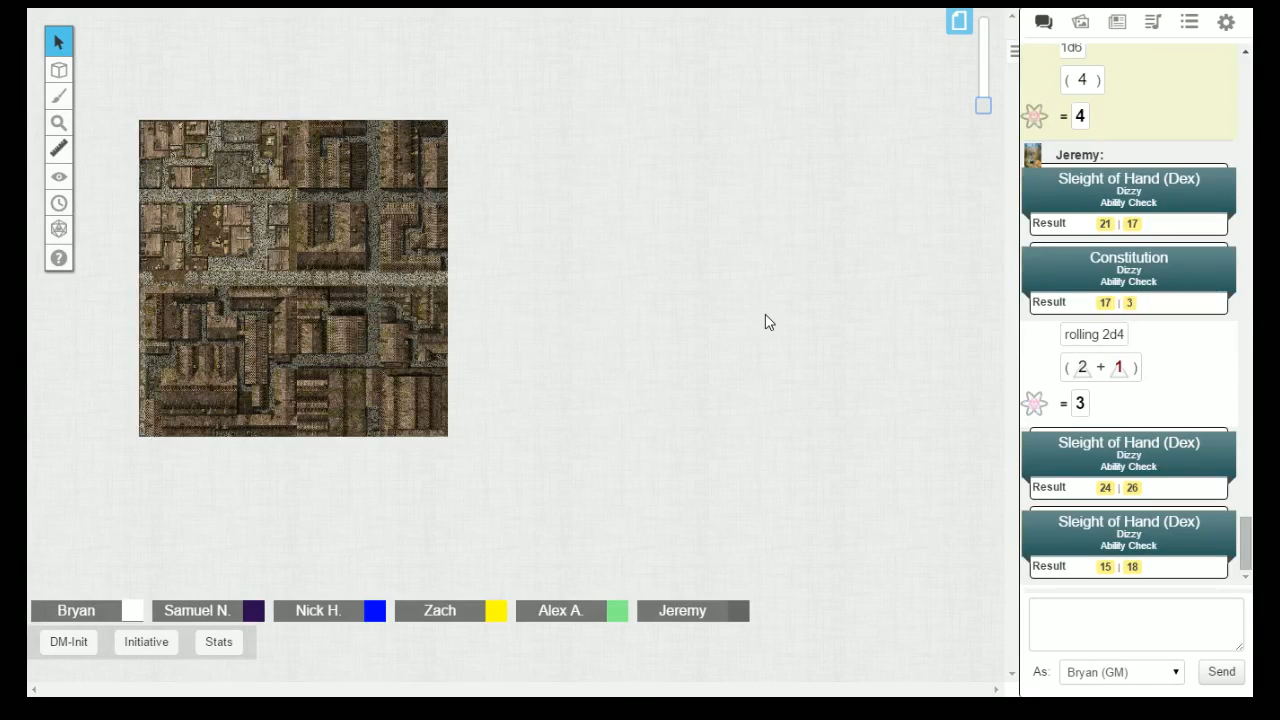 1d6
( 4 )
= 4
Jeremy:
Sleight of Hand (Dex)
Dizzy
Ability Check
Result 21 | 17
Constitution
Dizzy
Ability Check
Result 17 | 3
rolling 2d4
( 2 + 1 )
= 3
Sleight of Hand (Dex)
Dizzy
Ability Check
Result 24 | 26
Sleight of Hand (Dex)
Dizzy
Ability Check
Result 15 | 18
Bryan
Samuel N.
Nick H.
Zach
Alex A.
Jeremy
DM-Init
Initiative
Stats
As: Bryan (GM)
Send